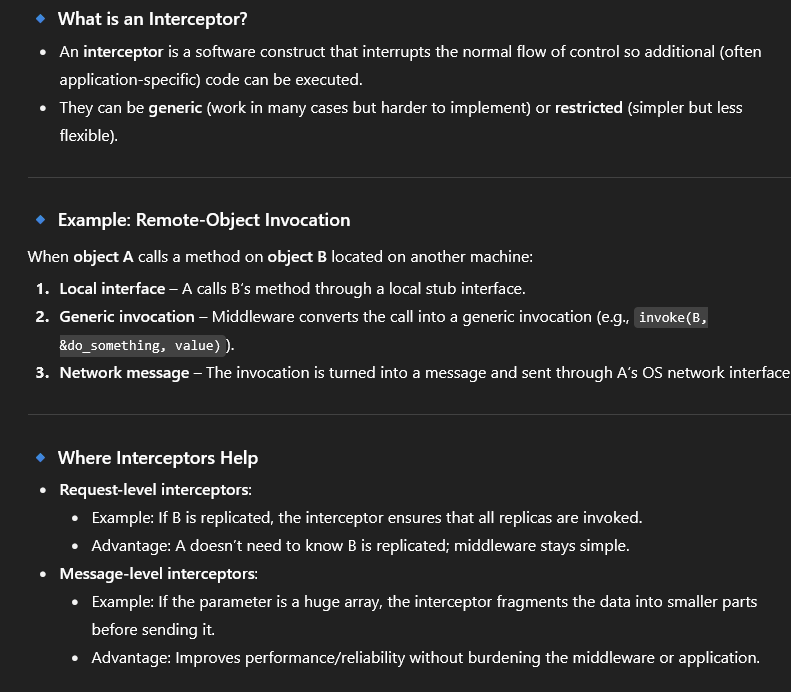 What is an Interceptor?
• An interceptor is a software construct that interrupts the normal flow of control so additional (often
application-specific) code can be executed.
• They can be generic (work in many cases but harder to implement) or restricted (simpler but less
flexible).
Example: Remote-Object Invocation
When object A calls a method on object B located on another machine:
1. Local interface – A calls B’s method through a local stub interface.
2. Generic invocation – Middleware converts the call into a generic invocation (e.g., invoke(B,
&do_something, value) ).
3. Network message – The invocation is turned into a message and sent through A’s OS network interface
Where Interceptors Help
• Request-level interceptors:
• Example: If B is replicated, the interceptor ensures that all replicas are invoked.
• Advantage: A doesn’t need to know B is replicated; middleware stays simple.
• Message-level interceptors:
• Example: If the parameter is a huge array, the interceptor fragments the data into smaller parts
before sending it.
• Advantage: Improves performance/reliability without burdening the middleware or application.